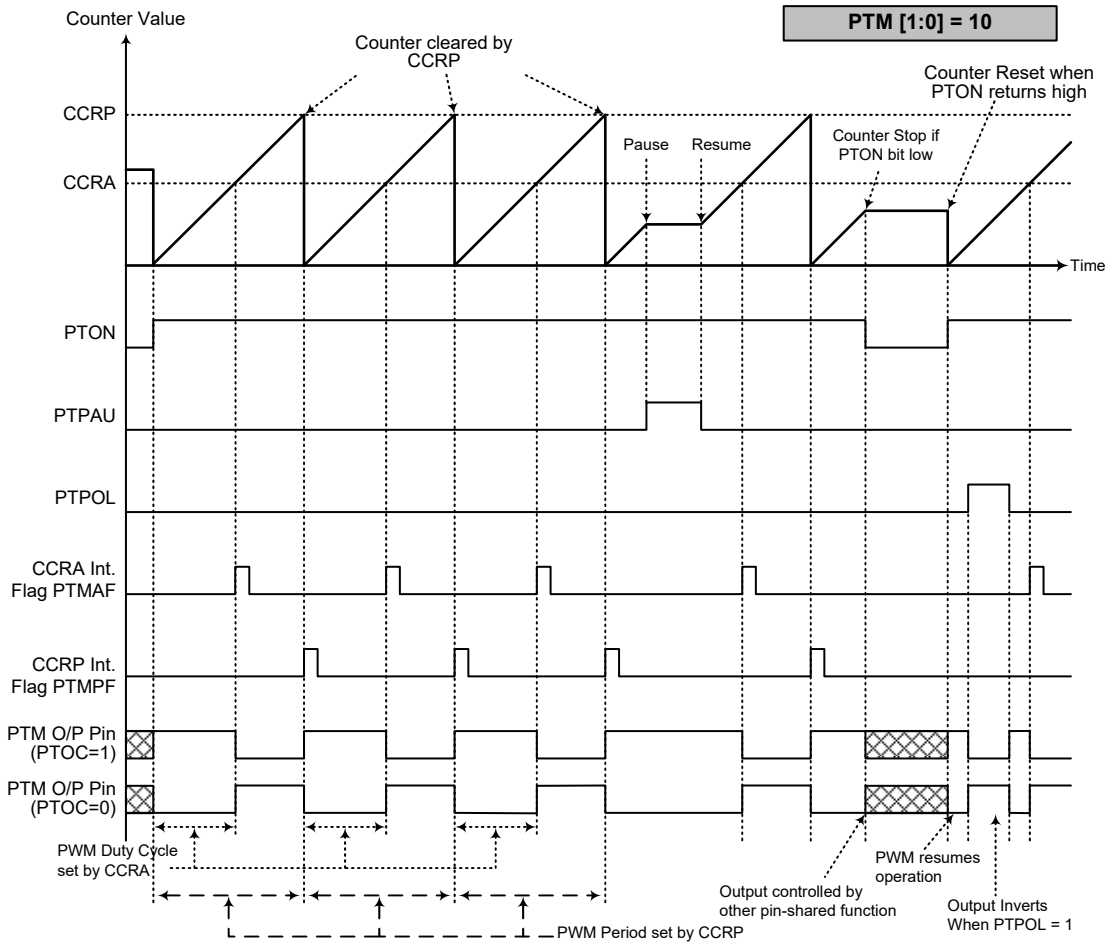 Counter Value
PTM [1:0] = 10
Counter cleared by
CCRP
Counter Reset when
PTON returns high
CCRP
Pause
Resume
Counter Stop if
PTON bit low
CCRA
Time
PTON
PTPAU
PTPOL
CCRA Int.
Flag PTMAF
CCRP Int.
Flag PTMPF
PTM O/P Pin
(PTOC=1)
PTM O/P Pin
(PTOC=0)
PWM Duty Cycle
set by CCRA
PWM resumes
operation
Output controlled by
other pin-shared function
Output Inverts
When PTPOL = 1
PWM Period set by CCRP